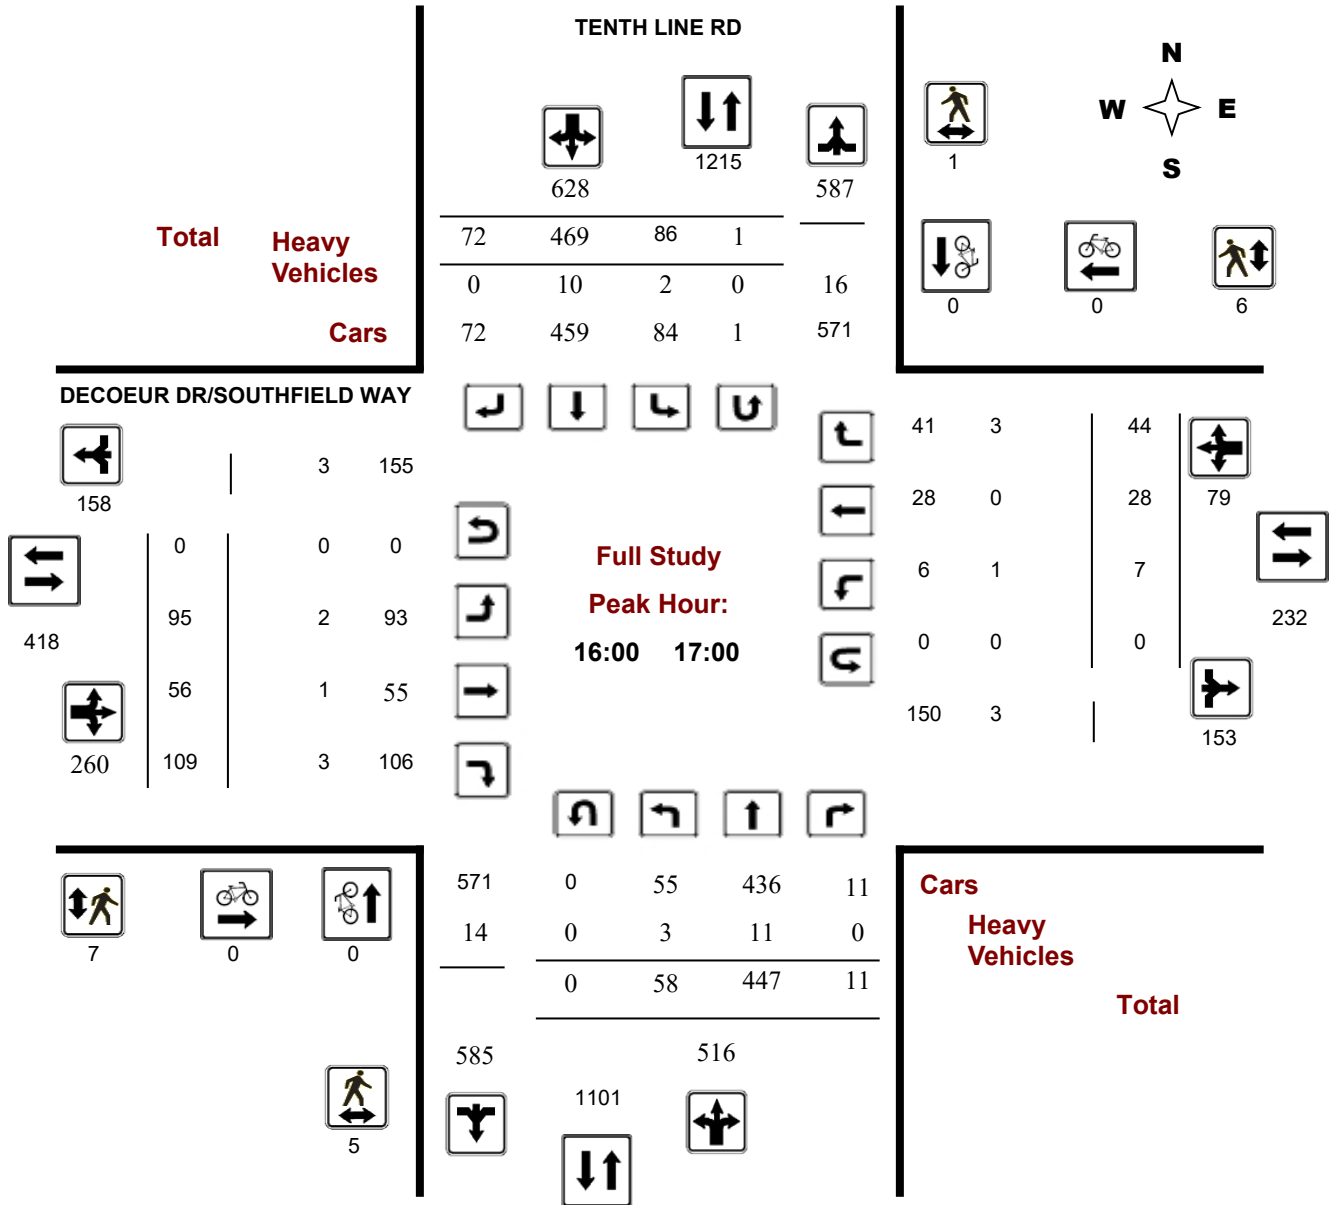 TENTH LINE RD
N
W E
S
1215
1
628 587
Total Heavy Vehicles
72 469 86 1
0 10 2 0 16
0 0 6
Cars 72 459 84 1 571
DECOEUR DR/SOUTHFIELD WAY
41 3 44
3 155
158
28 0 28 79
0 0 0
Full Study
6 1 7
Peak Hour:
95 2 93
232
418
16:00 17:00
0 0 0
56 1 55
150 3
153
260 109 3 106
571 0 55 436 11
Cars
14 0 3 11 0
Heavy
Vehicles
7 0 0
0 58 447 11
Total
585 516
1101
5